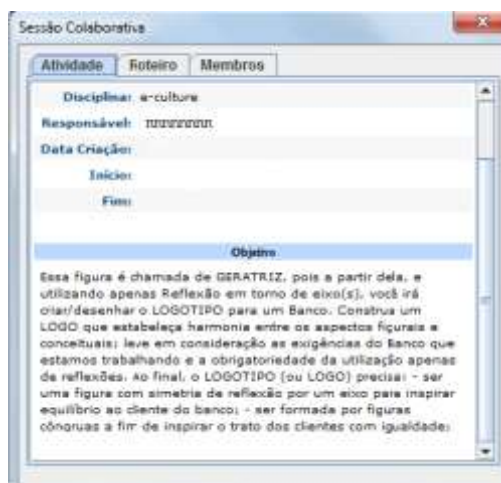 Sessão Colaborativa
Atividade Roteiro Membros
Disciplina: e-culture
Responsável:
Data Criação:
Início:
Fim:
Objetivo
Essa figura é chamada de GERATRIZ, pois a partir dela, e
utilizando apenas Reflexão em torno de eixo(s), você irá
criar/desenhar o LOGOTIPO para um Banco. Construa um
LOGO que estabeleça harmonia entre os aspectos figurais e
conceituais; leve em consideração as exigências do Banco que
estamos trabalhando e a obrigatoriedade da utilização apenas
de reflexões. Ao final, o LOGOTIPO (ou LOGO) precisa: - ser
uma figura com simetria de reflexão por um eixo para inspirar
equilíbrio ao cliente do banco; - ser formada por figuras
côngruas a fim de inspirar o trato dos clientes com igualdade;